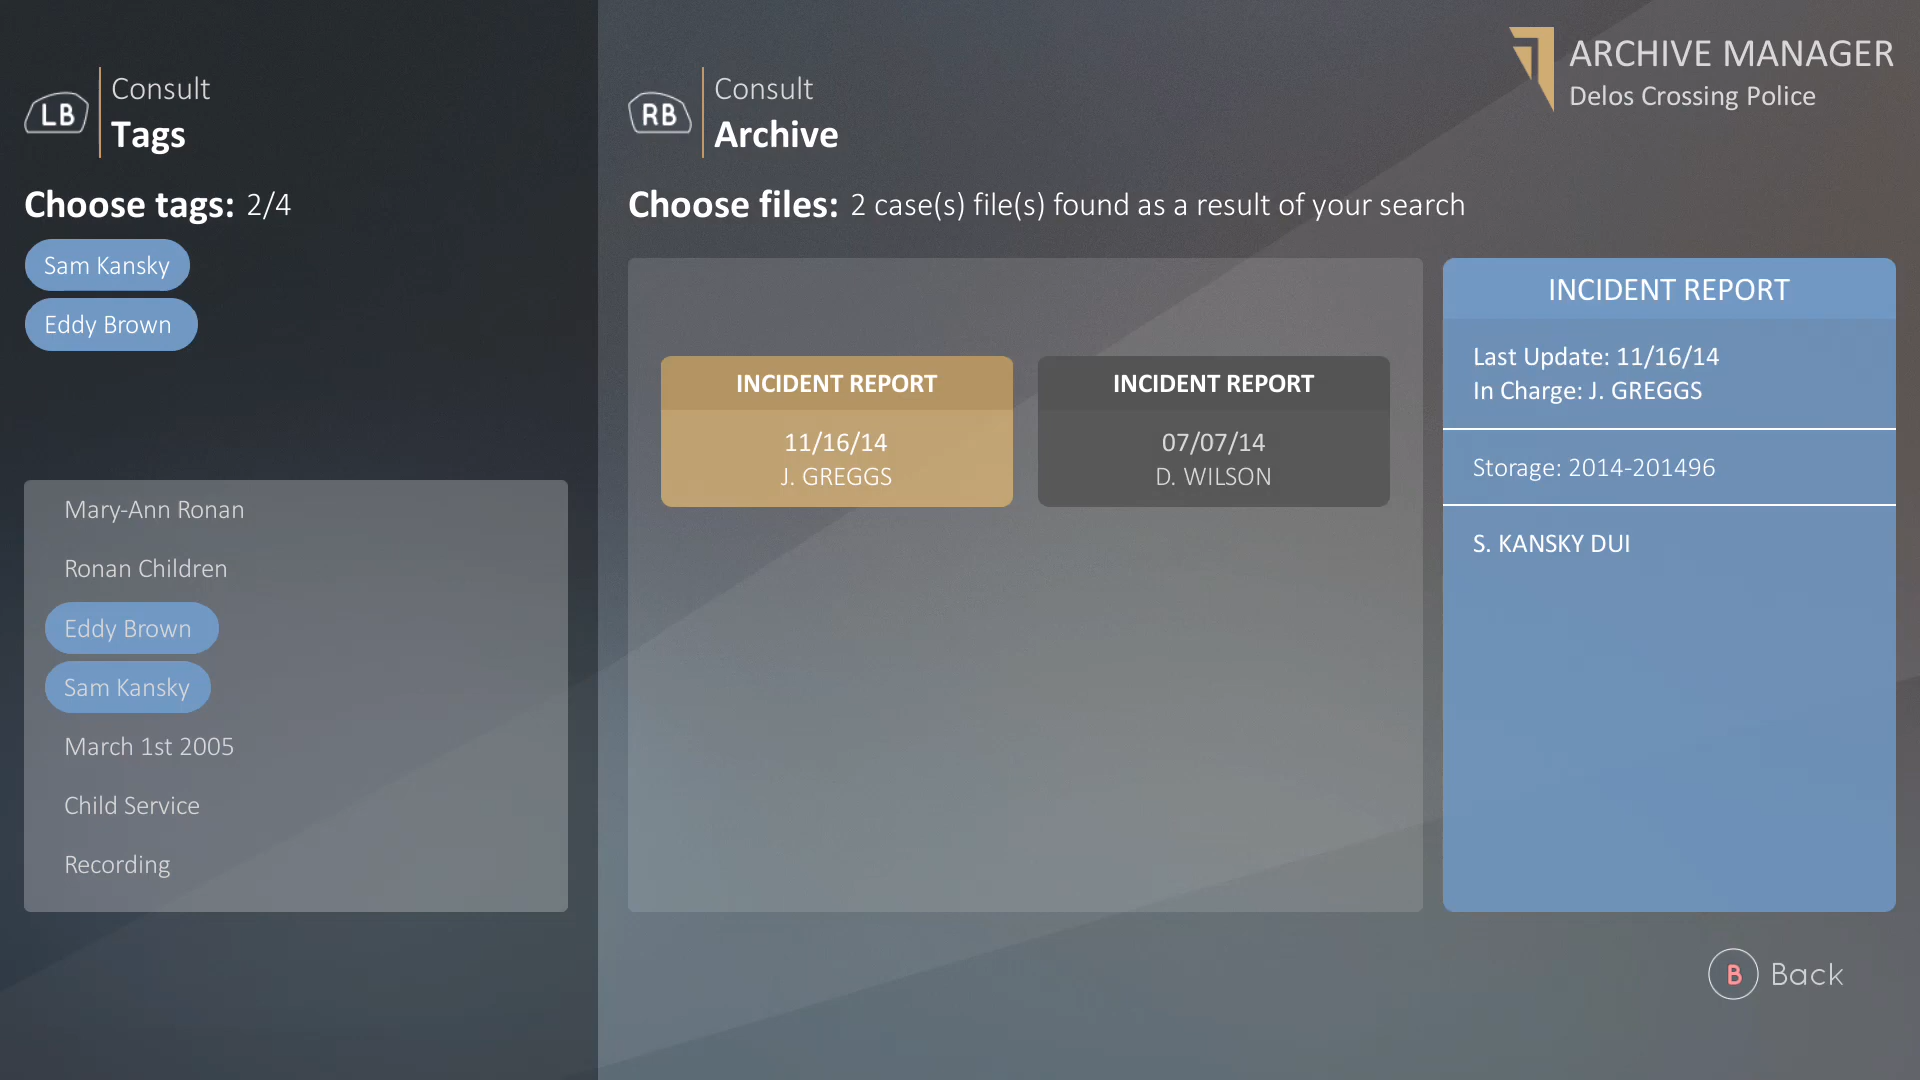 LB
Consult
Tags
Choose tags: 2/4
Sam Kansky
Eddy Brown
Mary-Ann Ronan
Ronan Children
Eddy Brown
Sam Kansky
March 1st 2005
Child Service
Recording
RB
Consult
Archive
ARCHIVE MANAGER
Delos Crossing Police
Choose files: 2 case(s) file(s) found as a result of your search
INCIDENT REPORT
11/16/14
J. GREGGS
INCIDENT REPORT
07/07/14
D. WILSON
INCIDENT REPORT
Last Update: 11/16/14
In Charge: J. GREGGS
Storage: 2014-201496
S. KANSKY DUI
B Back